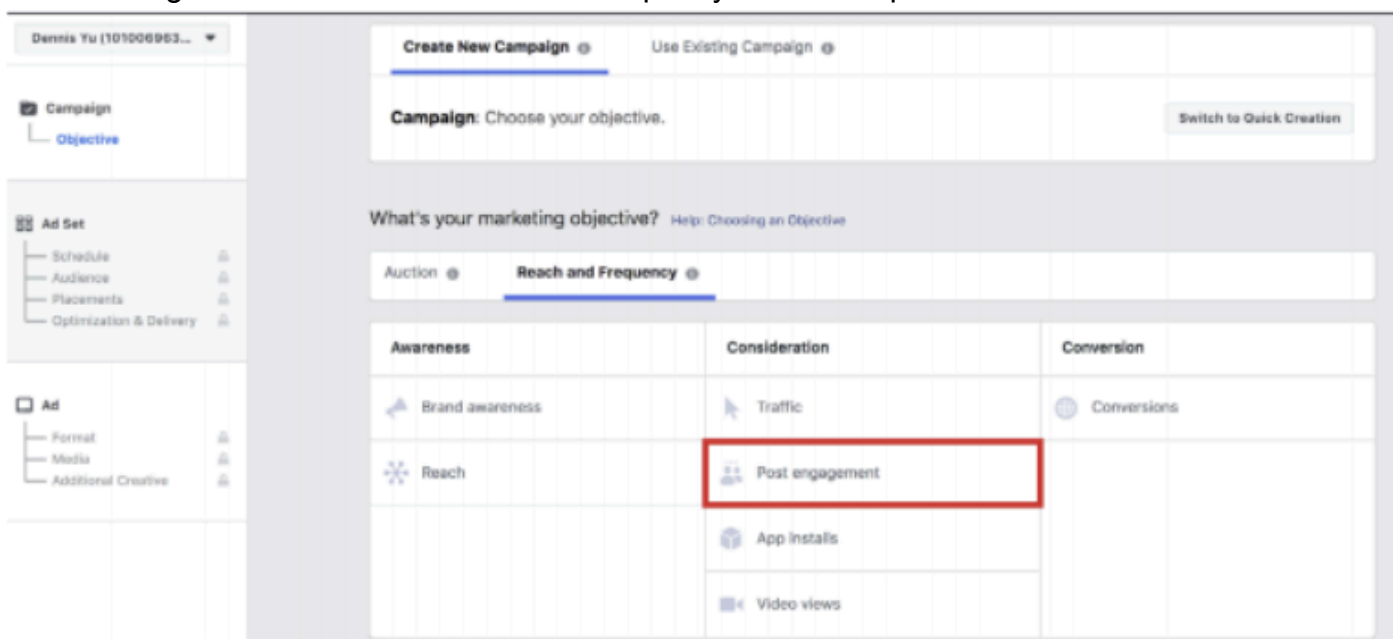 Dennis Yu (101006963...
Create New Campaign
Use Existing Campaign
Campaign
Objective
Campaign: Choose your objective.
Switch to Quick Creation
Ad Set
Schedule
Audience
Placements
Optimization & Delivery
What's your marketing objective? Help: Choosing an Objective
Auction
Reach and Frequency
Awareness
Consideration
Conversion
Ad
Format
Media
Additional Creative
Brand awareness
Traffic
Conversions
Reach
Post engagement
App installs
Video views